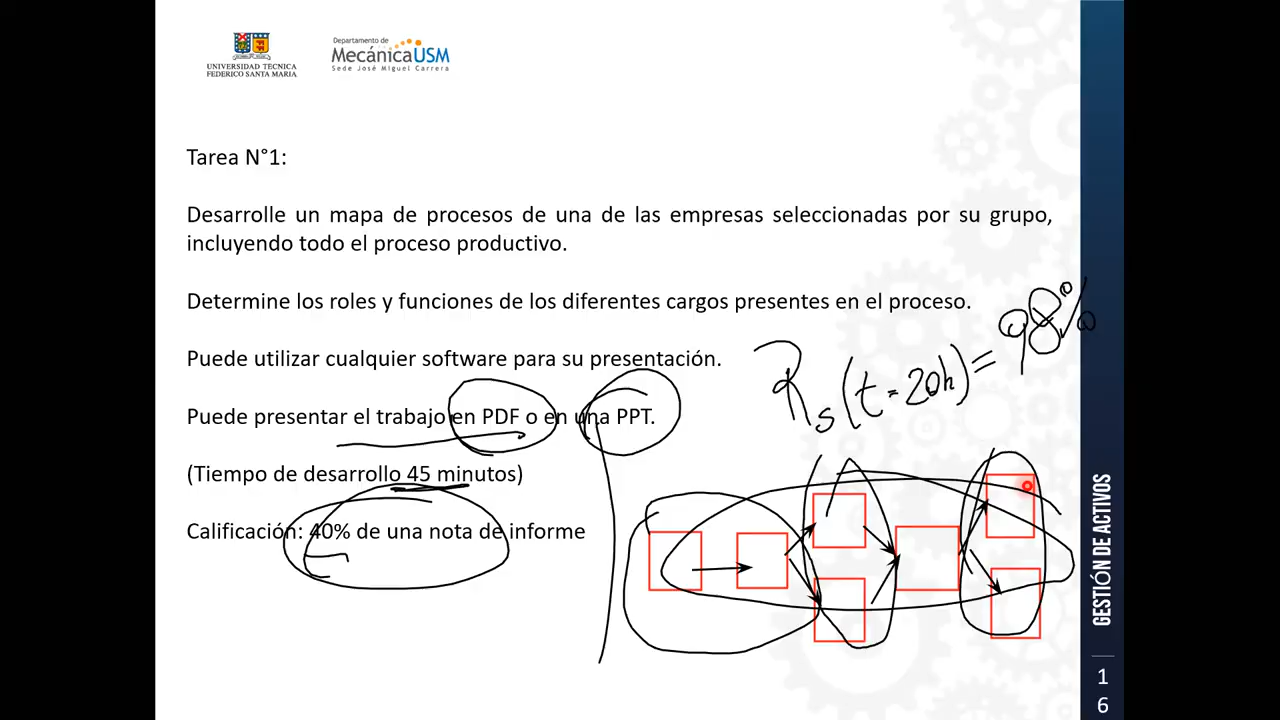 UNIVERSIDAD TÉCNICA
FEDERICO SANTA MARIA
Departamento de
MecánicaUSM
Sede José Miguel Carrera
Tarea N°1:
Desarrolle un mapa de procesos de una de las empresas seleccionadas por su grupo,
incluyendo todo el proceso productivo.
Determine los roles y funciones de los diferentes cargos presentes en el proceso.
Puede utilizar cualquier software para su presentación.
Puede presentar el trabajo en PDF o en una PPT.
(Tiempo de desarrollo 45 minutos)
Calificación: 40% de una nota de informe
Rs (t = 20h) = 98%
GESTIÓN DE ACTIVOS
1
6